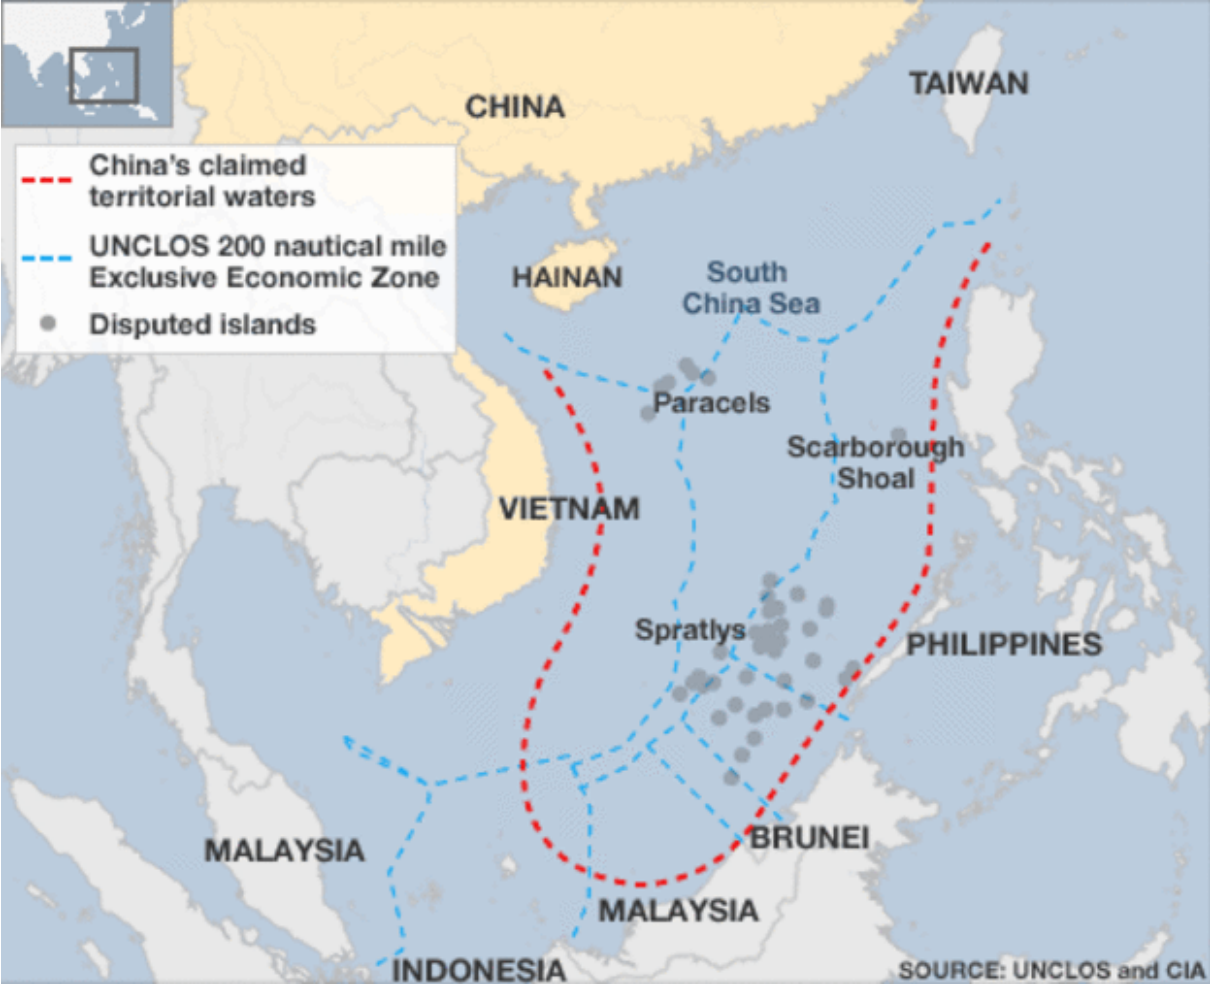 CHINA
TAIWAN
China's claimed
territorial waters
UNCLOS 200 nautical mile
Exclusive Economic Zone
Disputed islands
HAINAN
South
China Sea
Paracels
Scarborough
Shoal
VIETNAM
Spratlys
PHILIPPINES
BRUNEI
MALAYSIA
MALAYSIA
INDONESIA
SOURCE: UNCLOS and CIA